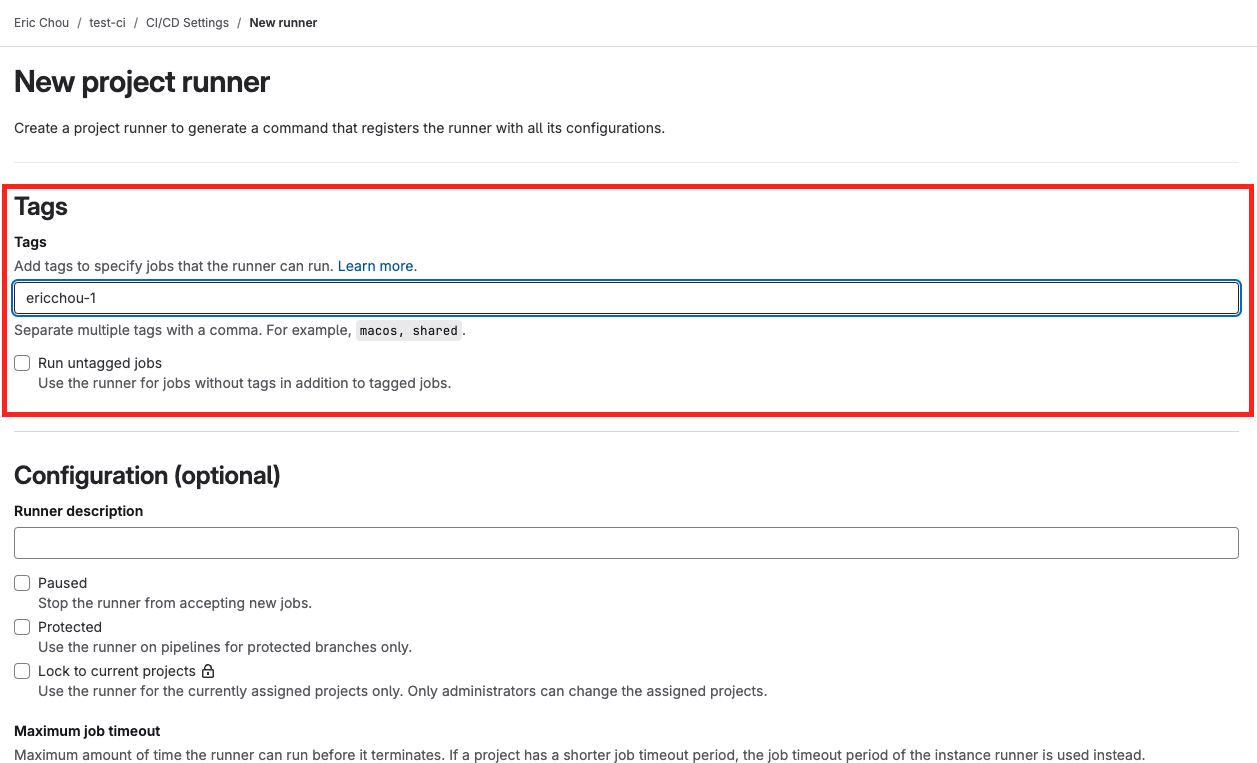 Eric Chou / test-ci / CI/CD Settings / New runner
New project runner
Create a project runner to generate a command that registers the runner with all its configurations.
Tags
Tags
Add tags to specify jobs that the runner can run. Learn more.
ericchou-1
Separate multiple tags with a comma. For example, macos, shared.
Run untagged jobs
Use the runner for jobs without tags in addition to tagged jobs.
Configuration (optional)
Runner description
Paused
Stop the runner from accepting new jobs.
Protected
Use the runner on pipelines for protected branches only.
Lock to current projects
Use the runner for the currently assigned projects only. Only administrators can change the assigned projects.
Maximum job timeout
Maximum amount of time the runner can run before it terminates. If a project has a shorter job timeout period, the job timeout period of the instance runner is used instead.